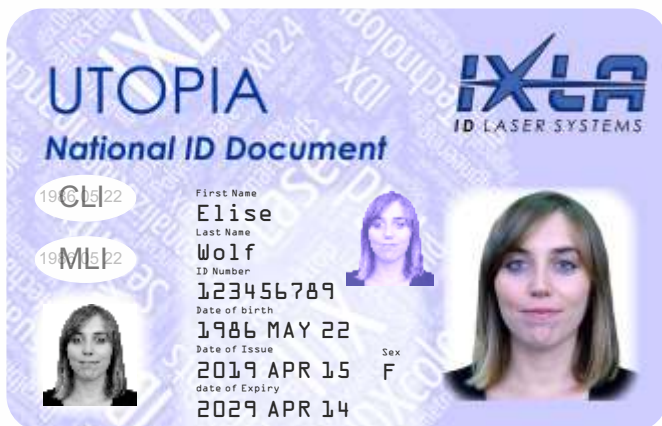 UTOPIA
National ID Document
IXLA
ID LASER SYSTEMS
1986 05 22
CLI
1986 05 22
MLI
First Name
Elise
Last Name
Wolf
ID Number
123456789
Date of birth
1986 MAY 22
Date of Issue
2019 APR 15
Sex
F
date of Expiry
2029 APR 14